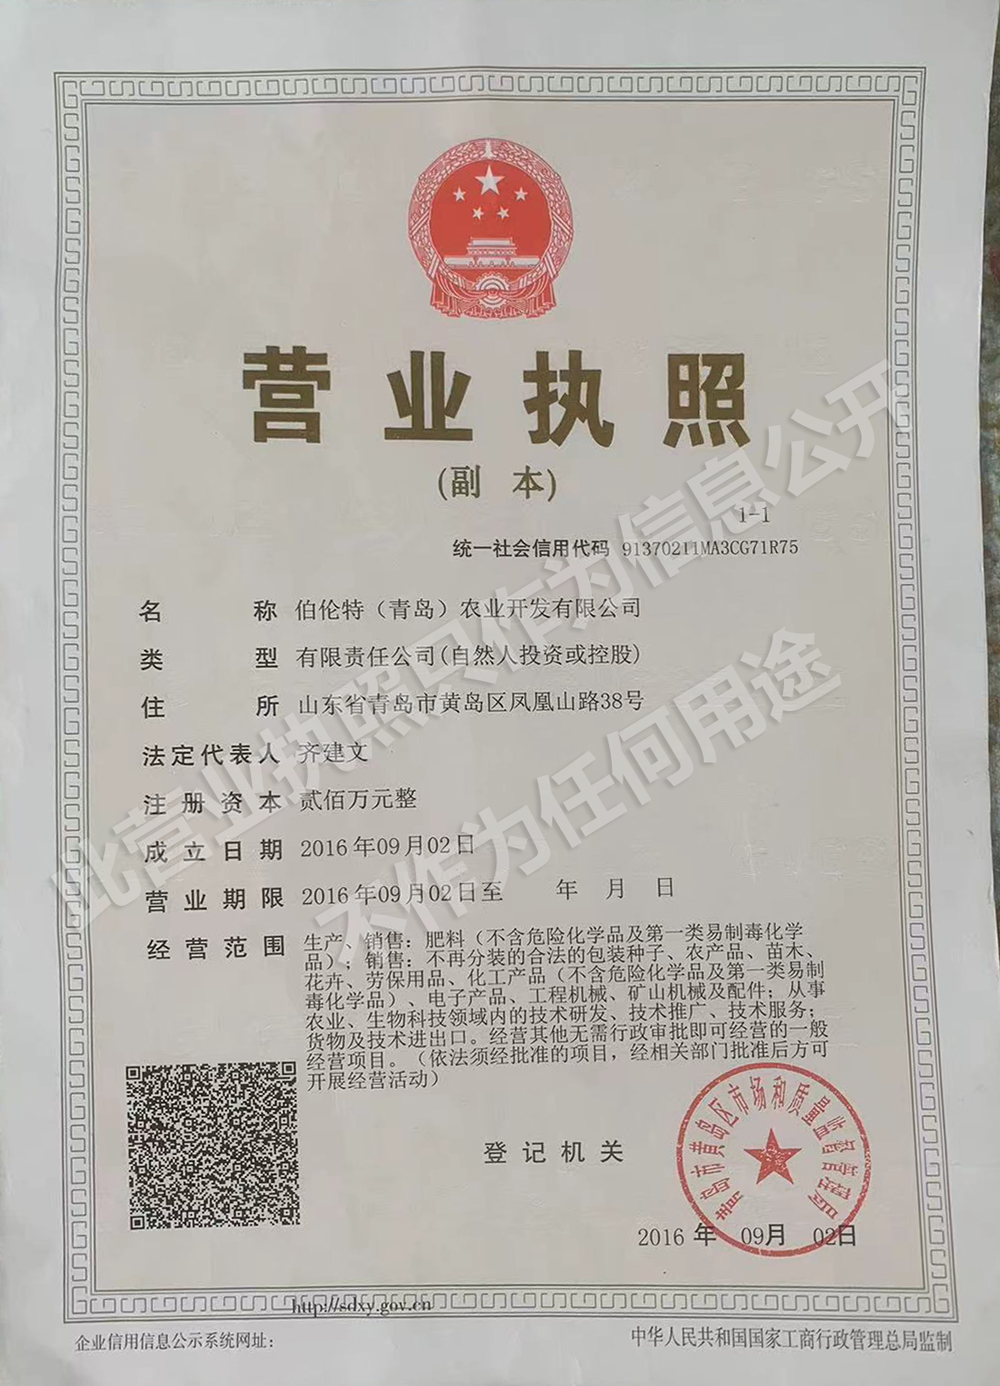 营业执照
(副本)
1-1
统一社会信用代码 91370211MA3CG71R75
名称 伯伦特（青岛）农业开发有限公司
类型 有限责任公司(自然人投资或控股)
住所 山东省青岛市黄岛区凤凰山路38号
法定代表人 齐建文
注册资本 贰佰万元整
成立日期 2016年09月02日
营业期限 2016年09月02日至 年 月 日
经营范围 生产、销售：肥料（不含危险化学品及第一类易制毒化学
品）；销售：不再分装的合法的包装种子、农产品、苗木、
花卉、劳保用品、化工产品（不含危险化学品及第一类易制
毒化学品）、电子产品、工程机械、矿山机械及配件；从事
农业、生物科技领域内的技术研发、技术推广、技术服务；
货物及技术进出口。经营其他无需行政审批即可经营的一般
经营项目。（依法须经批准的项目，经相关部门批准后方可
开展经营活动）
登记机关
青岛市黄岛区市场和质量监督管理局
2016年 09月 02日
http://sdxy.gov.cn
企业信用信息公示系统网址：
中华人民共和国国家工商行政管理总局监制
此营业执照只作为信息公开
不作为任何用途